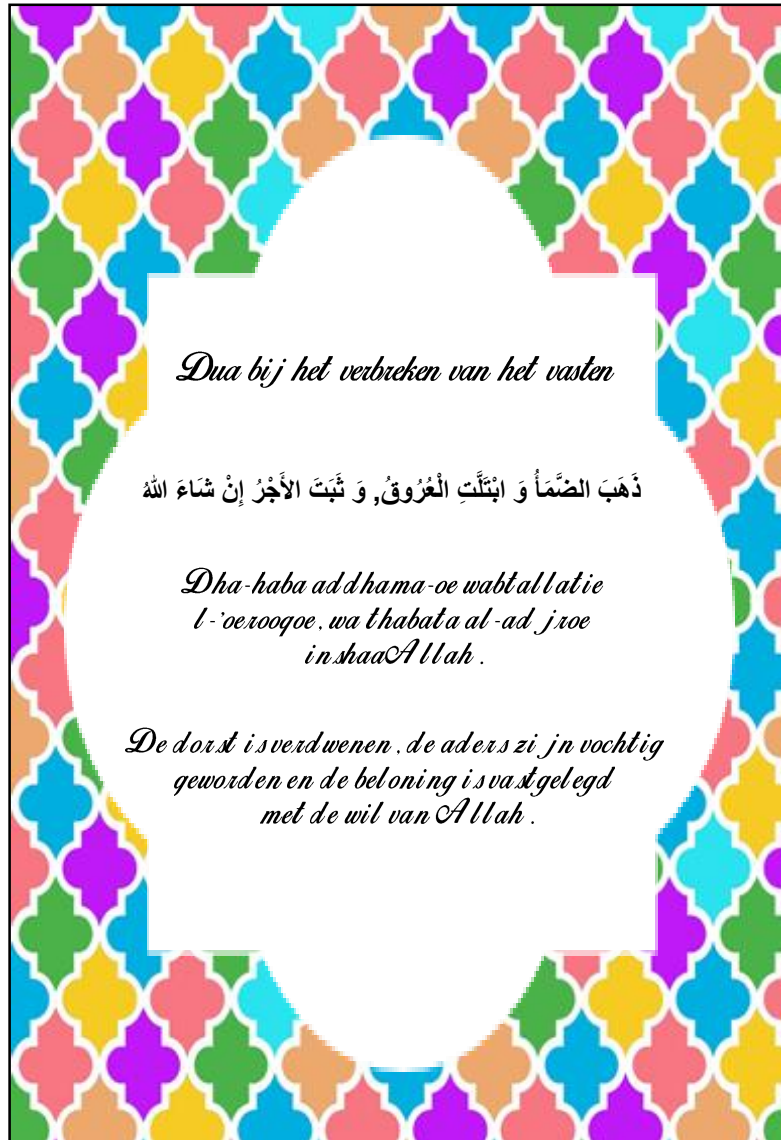 Dua bij het verbreken van het vasten
ذَهَبَ الضَّمَأُ وَ ابْتَلَّتِ الْعُرُوقُ, وَ ثَبَتَ الأَجْرُ إِنْ شَاءَ اللهُ
Dha-haba addhama-oe wabtallatie
l-'oerooqoe, wa thabata al-adjroe
inshaaAllah.
De dorst is verdwenen, de aders zijn vochtig
geworden en de beloning is vastgelegd
met de wil van Allah.